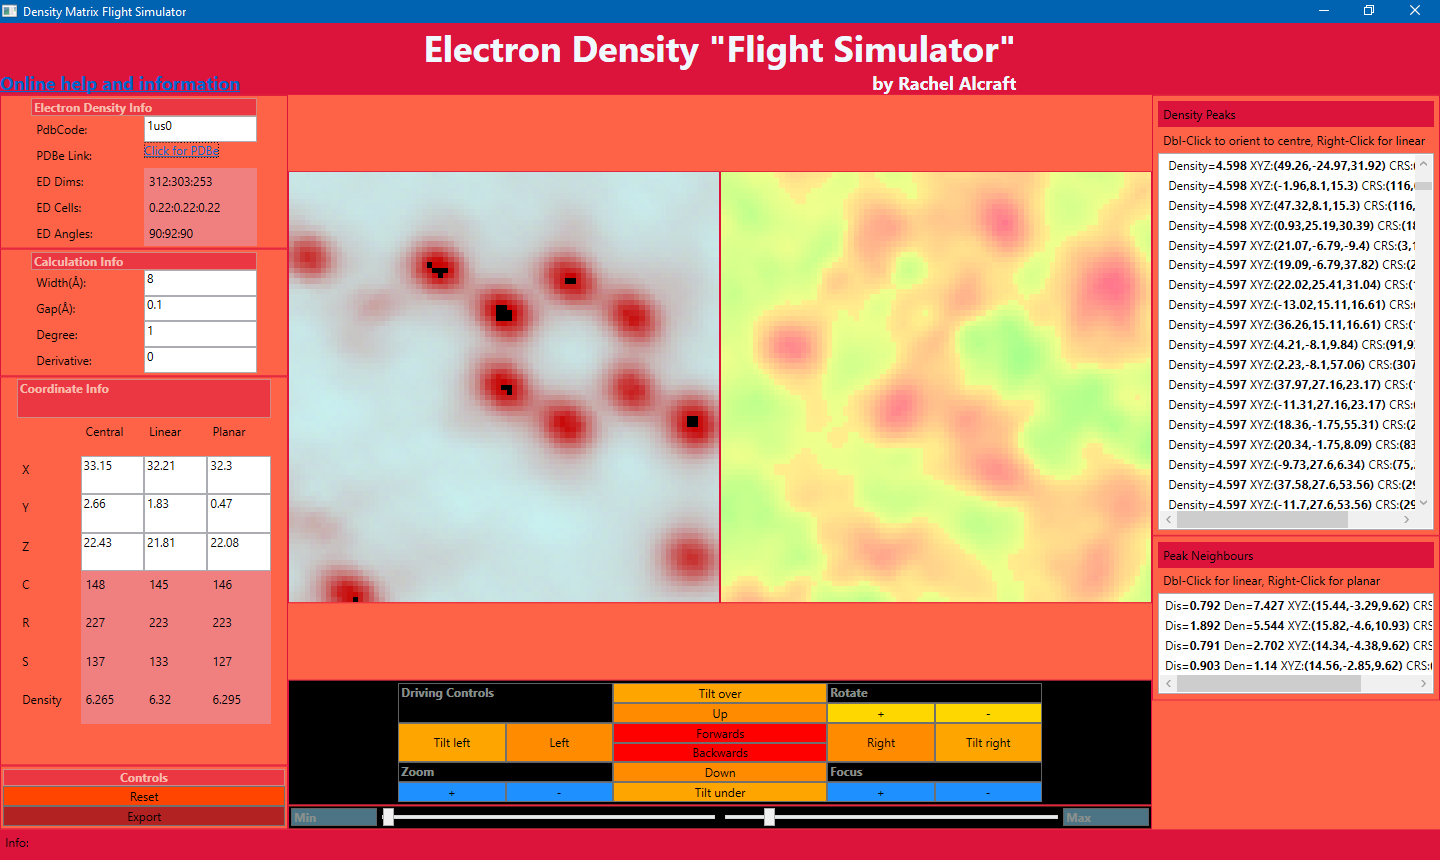 Density Matrix Flight Simulator
Electron Density "Flight Simulator"
Online help and information
by Rachel Alcraft
Electron Density Info
PdbCode: 1us0
PDBe Link: Click for PDBe
ED Dims: 312:303:253
ED Cells: 0.22:0.22:0.22
ED Angles: 90:92:90
Calculation Info
Width(Å): 8
Gap(Å): 0.1
Degree: 1
Derivative: 0
Coordinate Info
Central Linear Planar
X 33.15 32.21 32.3
Y 2.66 1.83 0.47
Z 22.43 21.81 22.08
C 148 145 146
R 227 223 223
S 137 133 127
Density 6.265 6.32 6.295
Controls
Reset
Export
Driving Controls
Tilt over
Rotate
Up
+ -
Tilt left Left
Forwards
Backwards
Right Tilt right
Zoom
Down
Focus
+ -
Tilt under
+ -
Min
Max
Density Peaks
Dbl-Click to orient to centre, Right-Click for linear
Density=4.598 XYZ:(49.26,-24.97,31.92) CRS:(
Density=4.598 XYZ:(-1.96,8.1,15.3) CRS:(116,
Density=4.598 XYZ:(47.32,8.1,15.3) CRS:(116,
Density=4.598 XYZ:(0.93,25.19,30.39) CRS:(18
Density=4.597 XYZ:(21.07,-6.79,-9.4) CRS:(3,1
Density=4.597 XYZ:(19.09,-6.79,37.82) CRS:(2
Density=4.597 XYZ:(22.02,25.41,31.04) CRS:(1
Density=4.597 XYZ:(-13.02,15.11,16.61) CRS:(
Density=4.597 XYZ:(36.26,15.11,16.61) CRS:(1
Density=4.597 XYZ:(4.21,-8.1,9.84) CRS:(91,9
Density=4.597 XYZ:(2.23,-8.1,57.06) CRS:(307
Density=4.597 XYZ:(37.97,27.16,23.17) CRS:(1
Density=4.597 XYZ:(-11.31,27.16,23.17) CRS:(
Density=4.597 XYZ:(18.36,-1.75,55.31) CRS:(2
Density=4.597 XYZ:(20.34,-1.75,8.09) CRS:(83
Density=4.597 XYZ:(-9.73,27.6,6.34) CRS:(75,
Density=4.597 XYZ:(37.58,27.6,53.56) CRS:(29
Density=4.597 XYZ:(-11.7,27.6,53.56) CRS:(29
Peak Neighbours
Dbl-Click for linear, Right-Click for planar
Dis=0.792 Den=7.427 XYZ:(15.44,-3.29,9.62) CRS
Dis=1.892 Den=5.544 XYZ:(15.82,-4.6,10.93) CRS
Dis=0.791 Den=2.702 XYZ:(14.34,-4.38,9.62) CRS
Dis=0.903 Den=1.14 XYZ:(14.56,-2.85,9.62) CRS:
Info: